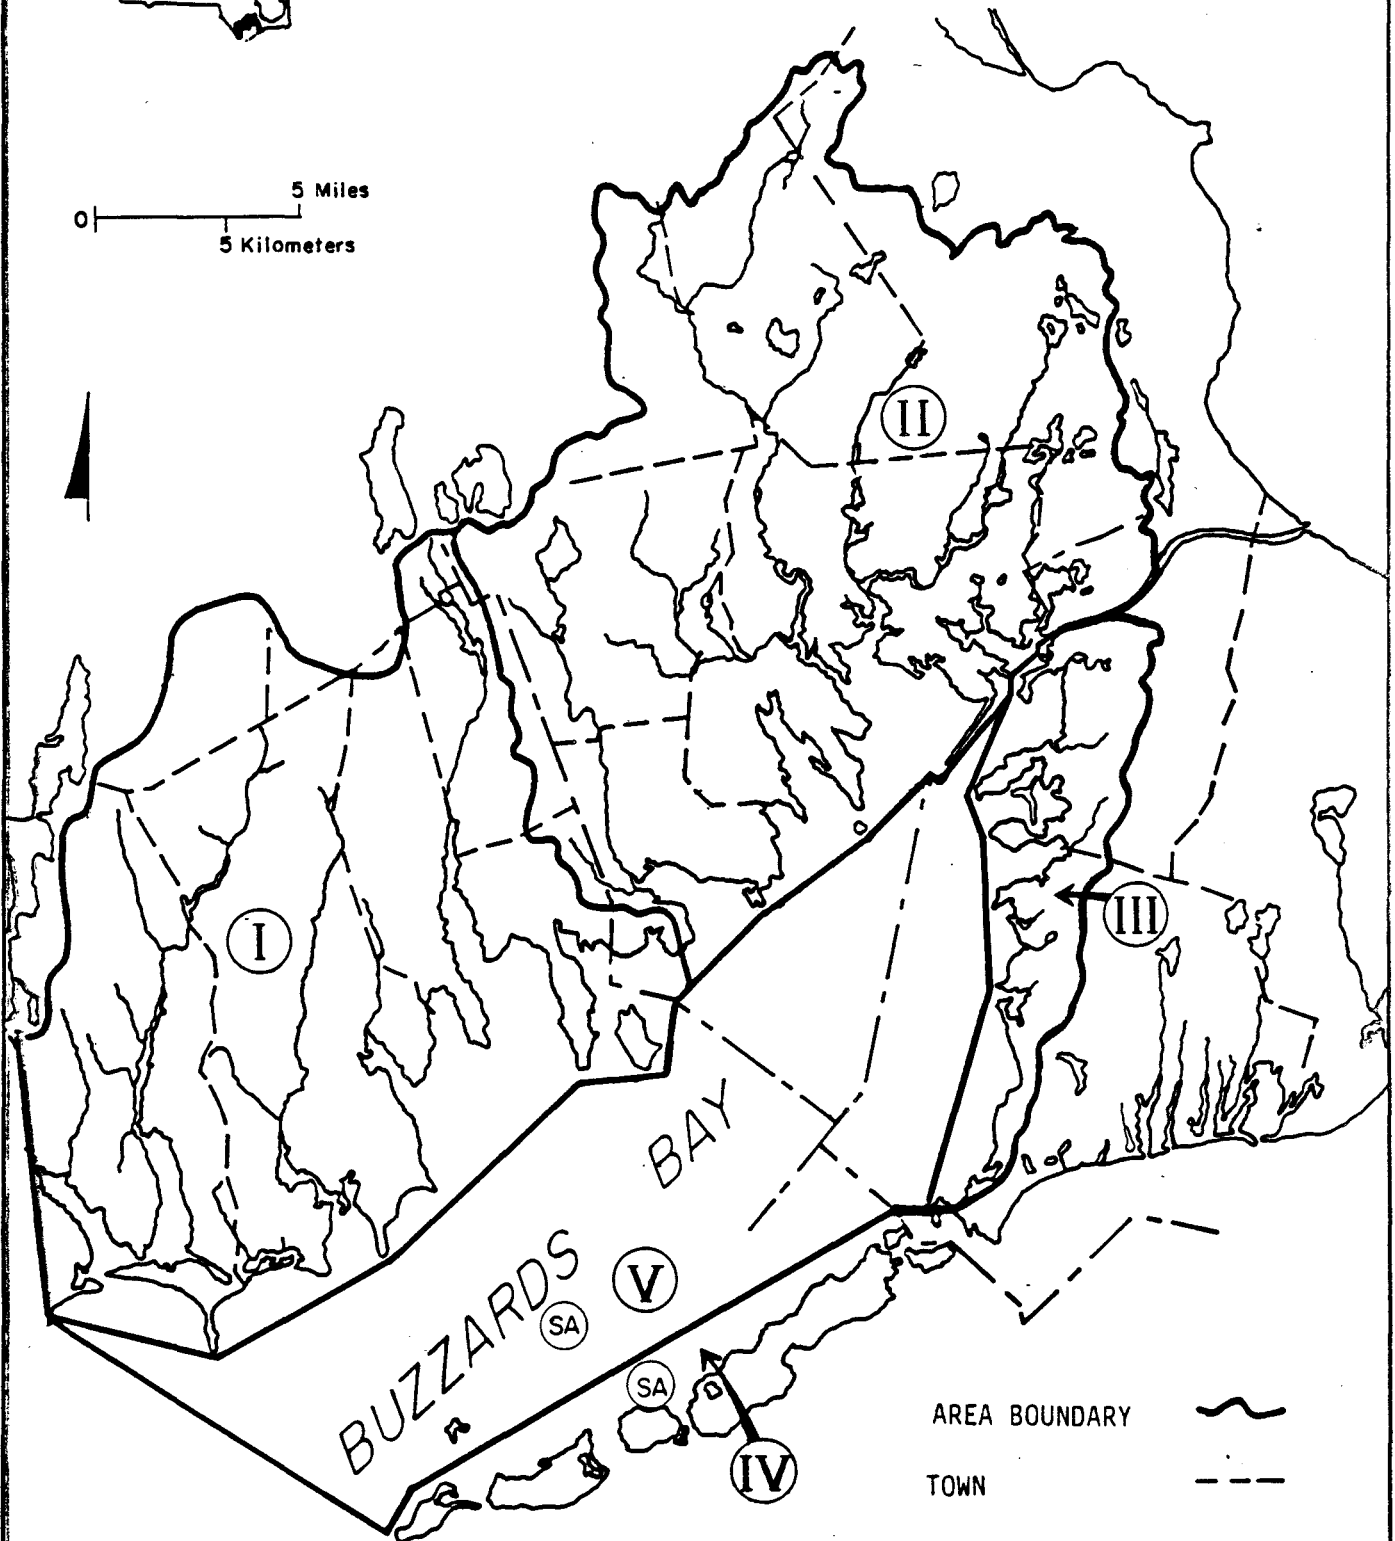 5 Miles
0
5 Kilometers
II
I
III
BAY
BUZZARDS
V
SA
SA
IV
AREA BOUNDARY
TOWN